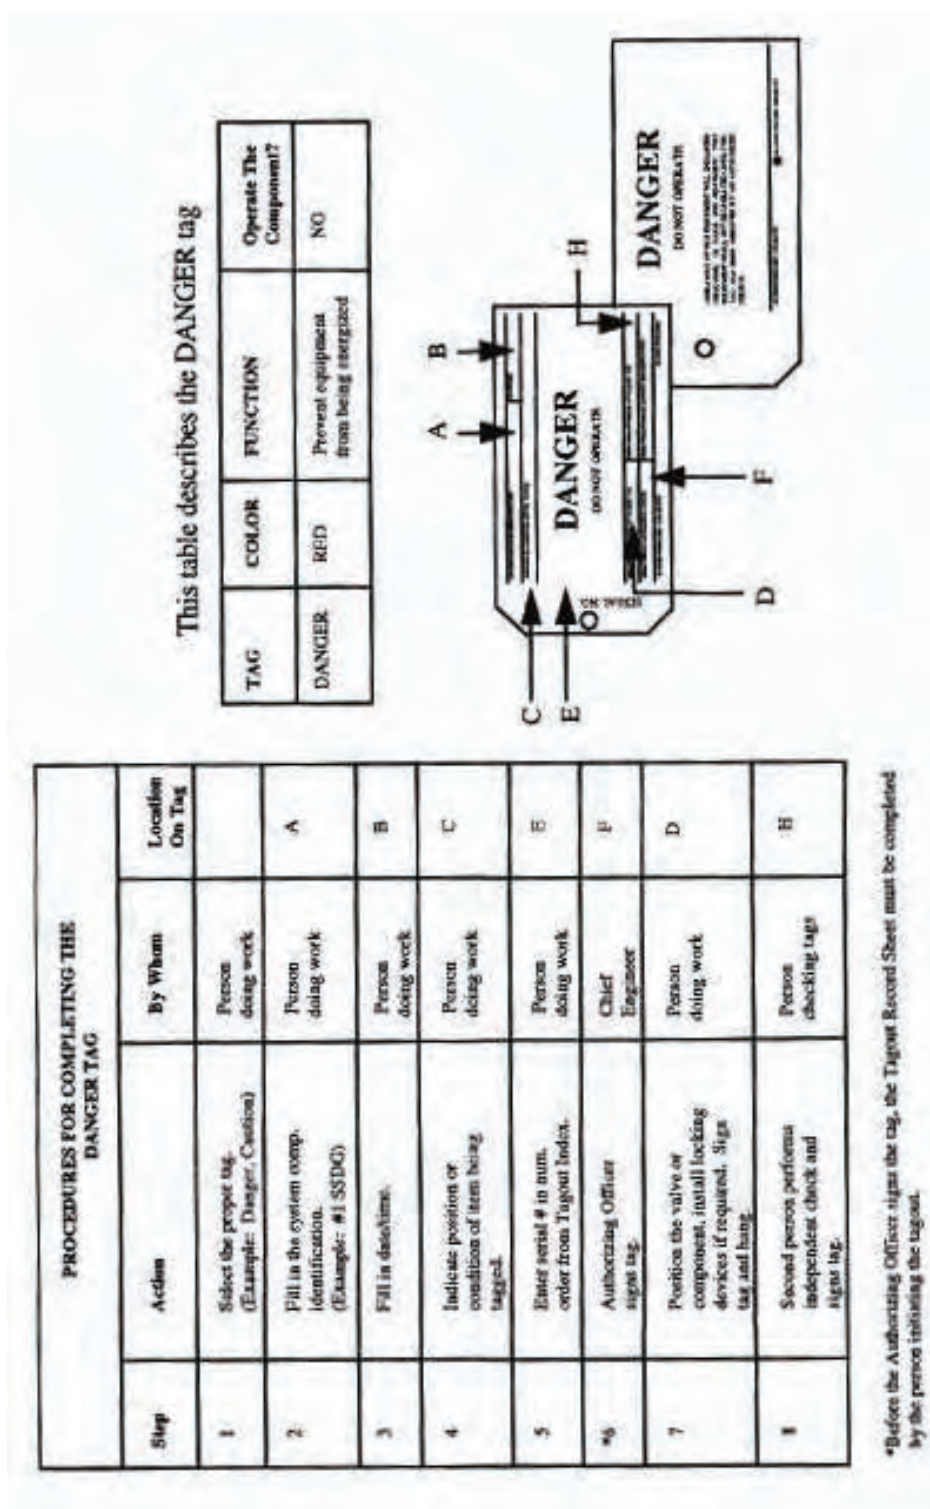 PROCEDURES FOR COMPLETING THE
DANGER TAG
Step Action By Whom Location
On Tag
1 Select the proper tag. Person
(Example: Danger, Caution) doing work
2 Fill in the system comp. Person A
identification. doing work
(Example: #1 SSDG)
3 Fill in date/time. Person B
doing work
4 Indicate position or Person C
condition of item being doing work
tagged.
5 Enter serial # in num. Person E
order from Tagout Index. doing work
*6 Authorizing Officer Chief F
signs tag. Engineer
7 Position the valve or Person D
component, install locking doing work
devices if required. Sign
tag and hang
8 Second person performs Person H
independent check and checking tags
signs tag.
*Before the Authorizing Officer signs the tag, the Tagout Record Sheet must be completed
by the person initiating the tagout.
This table describes the DANGER tag
TAG COLOR FUNCTION Operate The
Component?
DANGER RED Prevent equipment NO
from being energized
A B
C
E
SERIAL NO.
DANGER
DO NOT OPERATE
H
D F
DANGER
DO NOT OPERATE